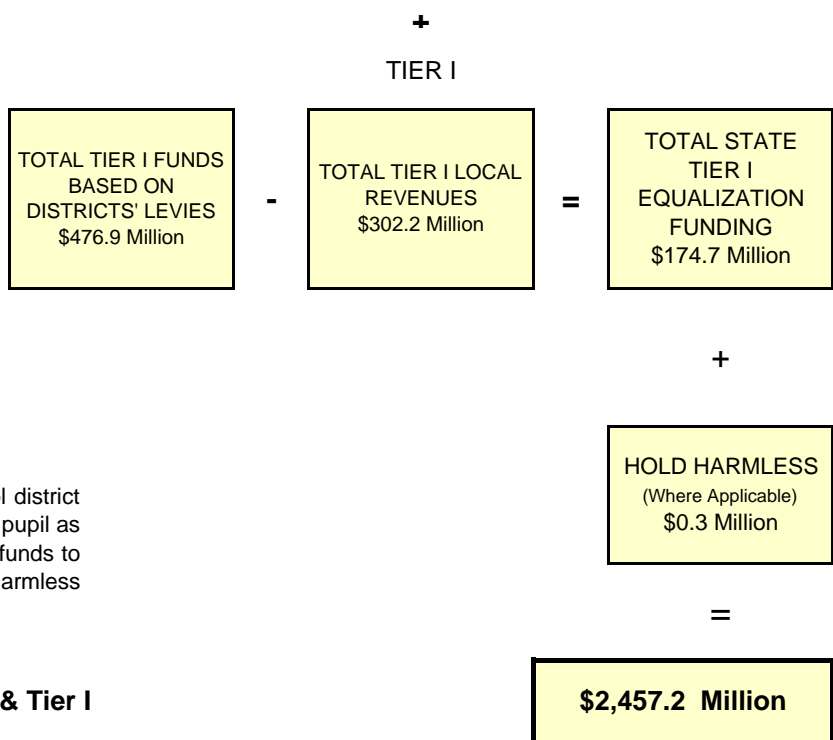 +
TIER I
TOTAL TIER I FUNDS
BASED ON
DISTRICTS' LEVIES
$476.9 Million
-
TOTAL TIER I LOCAL
REVENUES
$302.2 Million
=
TOTAL STATE
TIER I
EQUALIZATION
FUNDING
$174.7 Million
+
HOLD HARMLESS
(Where Applicable)
$0.3 Million
district
pupil as
funds to
=
& Tier I
$2,457.2 Million